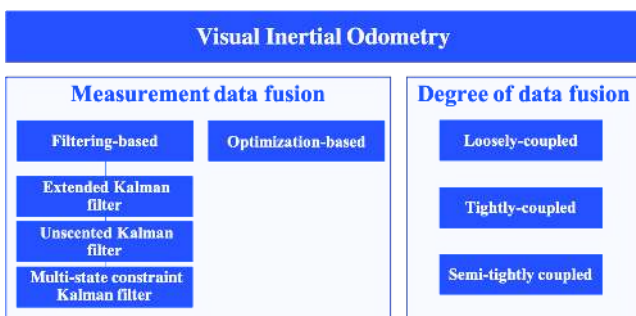 Visual Inertial Odometry
Measurement data fusion
Filtering-based
Optimization-based
Extended Kalman
filter
Unscented Kalman
filter
Multi-state constraint
Kalman filter
Degree of data fusion
Loosely-coupled
Tightly-coupled
Semi-tightly coupled